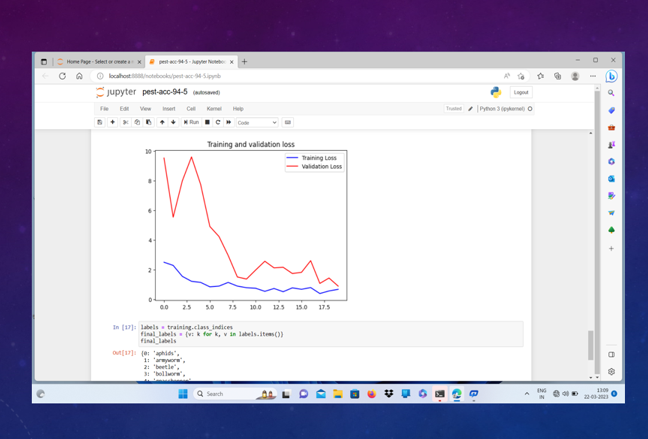 Home Page - Select or create a n
pest-acc-94-5 - Jupyter Notebo
localhost:8888/notebooks/pest-acc-94-5.ipynb
jupyter pest-acc-94-5 (autosaved)
Logout
File Edit View Insert Cell Kernel Help
Trusted Python 3 (ipykernel)
Run Code
Training and validation loss
Training Loss
Validation Loss
10
8
6
4
2
0
0.0 2.5 5.0 7.5 10.0 12.5 15.0 17.5
In [17]: labels = training.class_indices
final_labels = {v: k for k, v in labels.items()}
final_labels
Out[17]: {0: 'aphids',
1: 'armyworm',
2: 'beetle',
3: 'bollworm',
Search
ENG
IN
13:09
22-03-2023